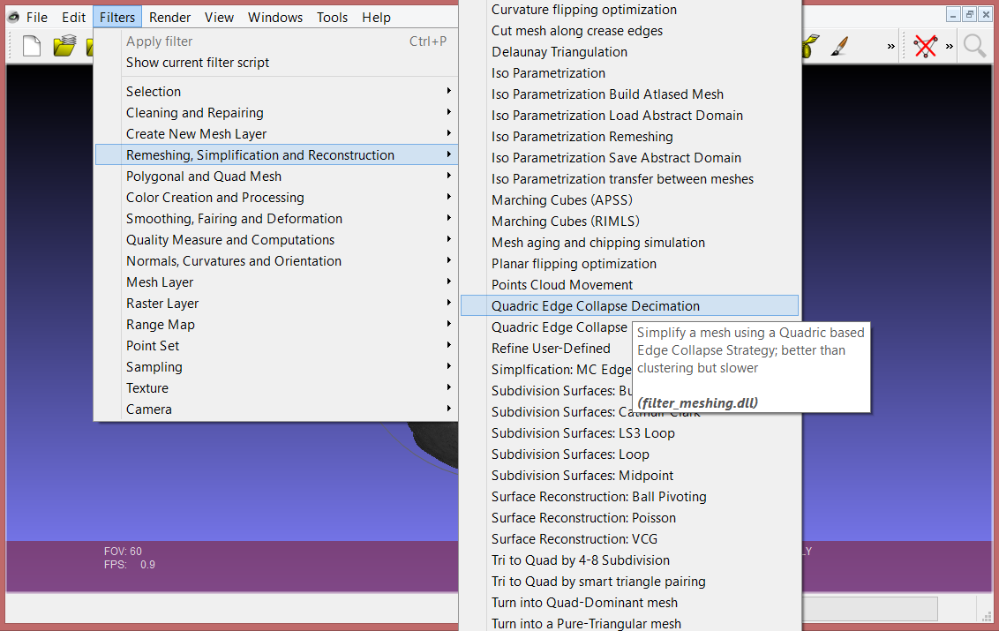 File Edit Filters Render View Windows Tools Help
Apply filter Ctrl+P
Show current filter script
Selection
Cleaning and Repairing
Create New Mesh Layer
Remeshing, Simplification and Reconstruction
Polygonal and Quad Mesh
Color Creation and Processing
Smoothing, Fairing and Deformation
Quality Measure and Computations
Normals, Curvatures and Orientation
Mesh Layer
Raster Layer
Range Map
Point Set
Sampling
Texture
Camera
Curvature flipping optimization
Cut mesh along crease edges
Delaunay Triangulation
Iso Parametrization
Iso Parametrization Build Atlased Mesh
Iso Parametrization Load Abstract Domain
Iso Parametrization Remeshing
Iso Parametrization Save Abstract Domain
Iso Parametrization transfer between meshes
Marching Cubes (APSS)
Marching Cubes (RIMLS)
Mesh aging and chipping simulation
Planar flipping optimization
Points Cloud Movement
Quadric Edge Collapse Decimation
Quadric Edge Collapse
Refine User-Defined
Simplfication: MC Edge
Subdivision Surfaces: Bu
Subdivision Surfaces: Catmull-Clark
Subdivision Surfaces: LS3 Loop
Subdivision Surfaces: Loop
Subdivision Surfaces: Midpoint
Surface Reconstruction: Ball Pivoting
Surface Reconstruction: Poisson
Surface Reconstruction: VCG
Tri to Quad by 4-8 Subdivision
Tri to Quad by smart triangle pairing
Turn into Quad-Dominant mesh
Turn into a Pure-Triangular mesh
Simplify a mesh using a Quadric based
Edge Collapse Strategy; better than
clustering but slower
(filter_meshing.dll)
FOV: 60
FPS: 0.9
LY